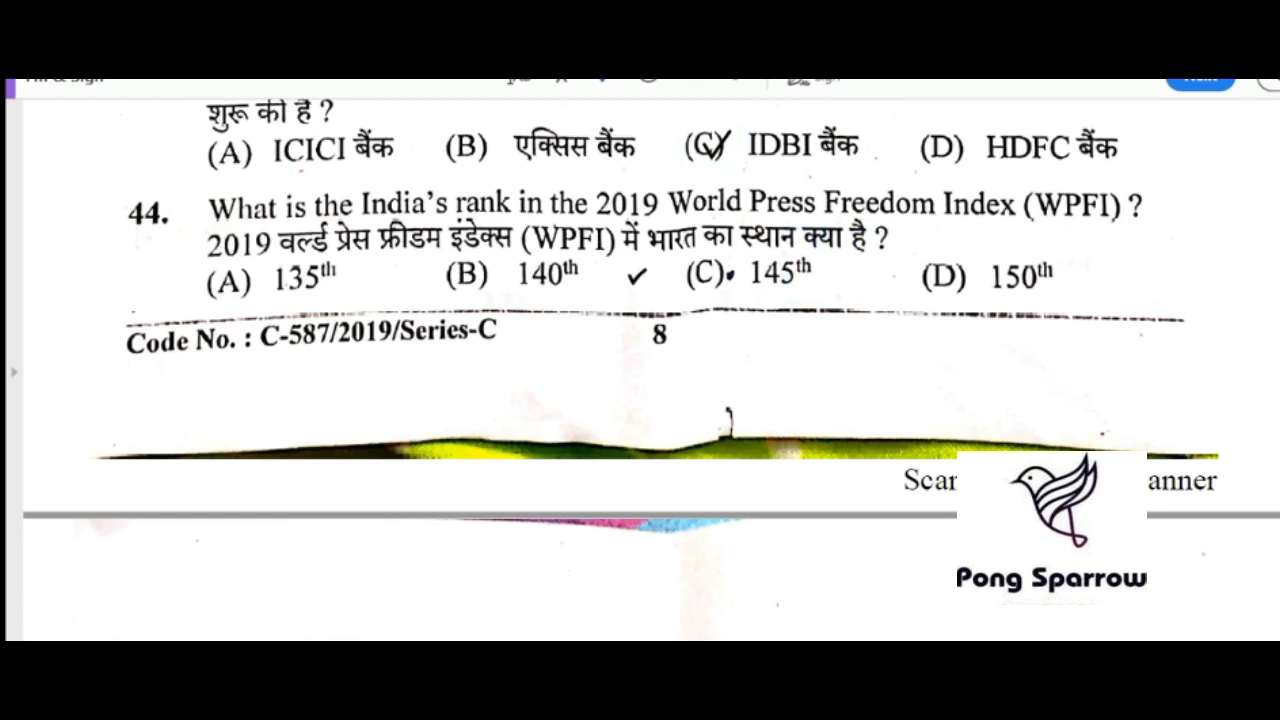 शुरू की है ?
(A) ICICI बैंक (B) एक्सिस बैंक (C) IDBI बैंक (D) HDFC बैंक
44. What is the India's rank in the 2019 World Press Freedom Index (WPFI) ?
2019 वर्ल्ड प्रेस फ्रीडम इंडेक्स (WPFI) में भारत का स्थान क्या है ?
(A) 135th (B) 140th ✓ (C) 145th (D) 150th
Code No. : C-587/2019/Series-C 8
Scar anner
Pong Sparrow